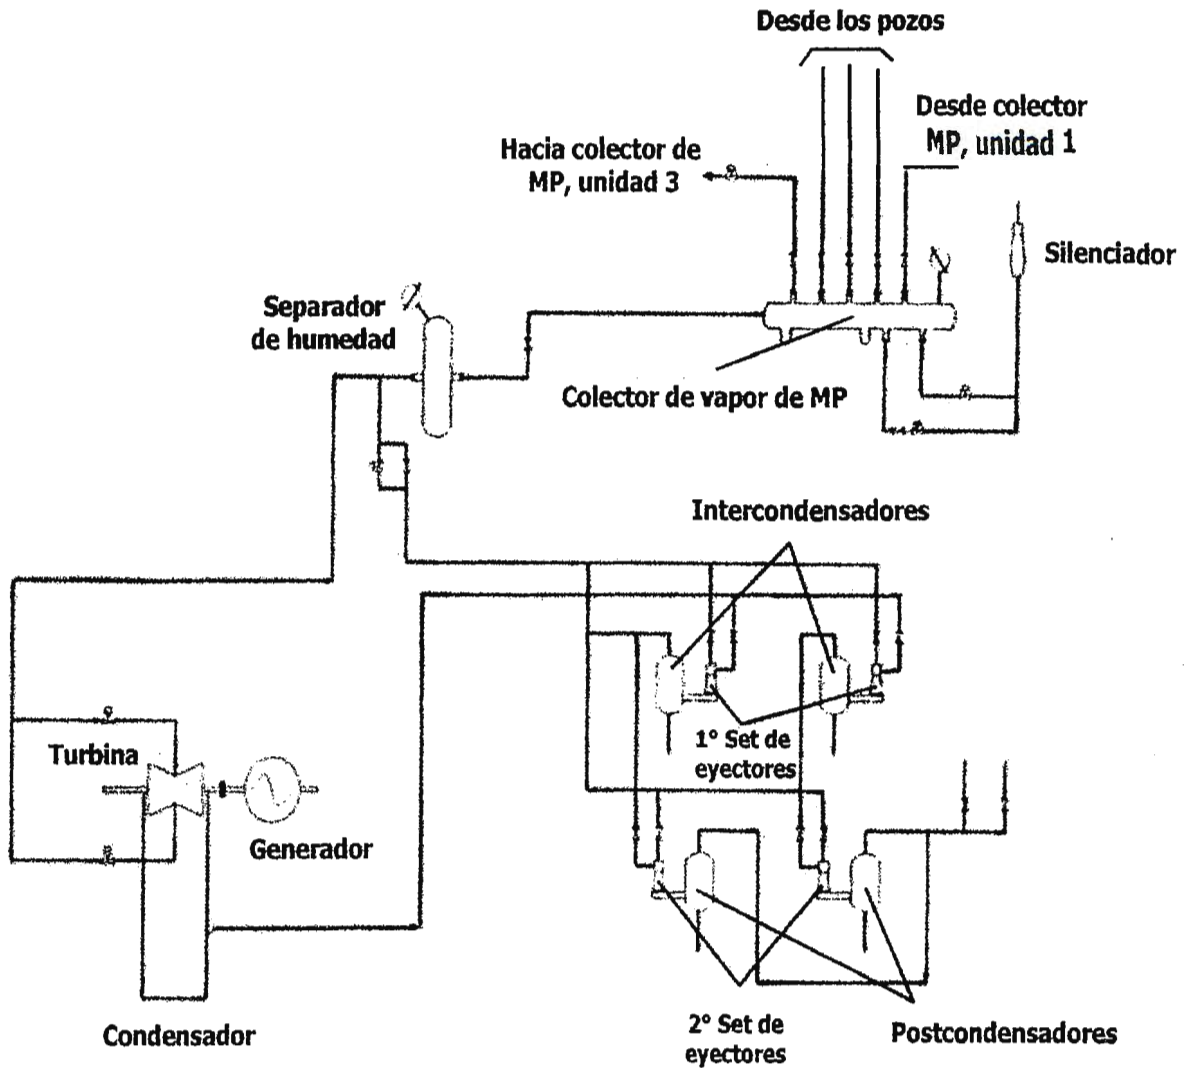 Desde los pozos
Desde colector
MP, unidad 1
Hacia colector de
MP, unidad 3
Silenciador
Separador
de humedad
Colector de vapor de MP
Intercondensadores
1° Set de
eyectores
Turbina
Generador
Condensador
2° Set de
eyectores
Postcondensadores